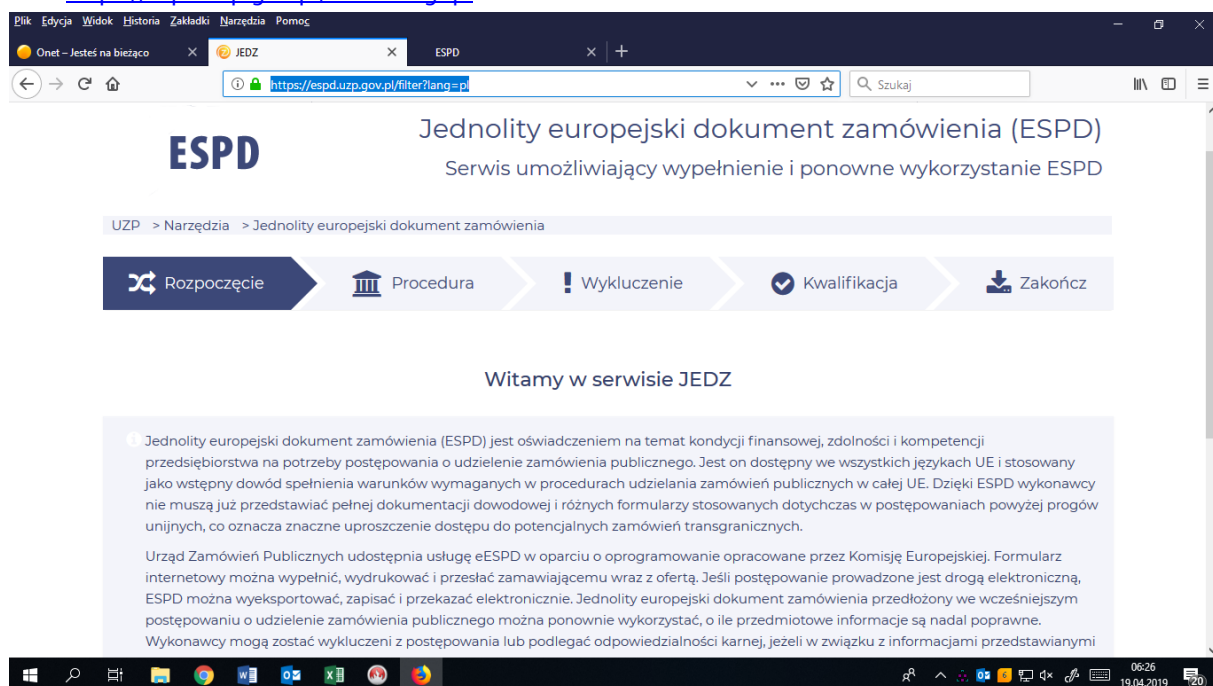 Plik Edycja Widok Historia Zakładki Narzędzia Pomoc
Onet – Jesteś na bieżąco JEDZ ESPD
https://espd.uzp.gov.pl/filter?lang=pl Szukaj
ESPD
Jednolity europejski dokument zamówienia (ESPD)
Serwis umożliwiający wypełnienie i ponowne wykorzystanie ESPD
UZP > Narzędzia > Jednolity europejski dokument zamówienia
Rozpoczęcie Procedura Wykluczenie Kwalifikacja Zakończ
Witamy w serwisie JEDZ
Jednolity europejski dokument zamówienia (ESPD) jest oświadczeniem na temat kondycji finansowej, zdolności i kompetencji
przedsiębiorstwa na potrzeby postępowania o udzielenie zamówienia publicznego. Jest on dostępny we wszystkich językach UE i stosowany
jako wstępny dowód spełnienia warunków wymaganych w procedurach udzielania zamówień publicznych w całej UE. Dzięki ESPD wykonawcy
nie muszą już przedstawiać pełnej dokumentacji dowodowej i różnych formularzy stosowanych dotychczas w postępowaniach powyżej progów
unijnych, co oznacza znaczne uproszczenie dostępu do potencjalnych zamówień transgranicznych.
Urząd Zamówień Publicznych udostępnia usługę eESPD w oparciu o oprogramowanie opracowane przez Komisję Europejskiej. Formularz
internetowy można wypełnić, wydrukować i przesłać zamawiającemu wraz z ofertą. Jeśli postępowanie prowadzone jest drogą elektroniczną,
ESPD można wyeksportować, zapisać i przekazać elektronicznie. Jednolity europejski dokument zamówienia przedłożony we wcześniejszym
postępowaniu o udzielenie zamówienia publicznego można ponownie wykorzystać, o ile przedmiotowe informacje są nadal poprawne.
Wykonawcy mogą zostać wykluczeni z postępowania lub podlegać odpowiedzialności karnej, jeżeli w związku z informacjami przedstawianymi
06:26
19.04.2019
20